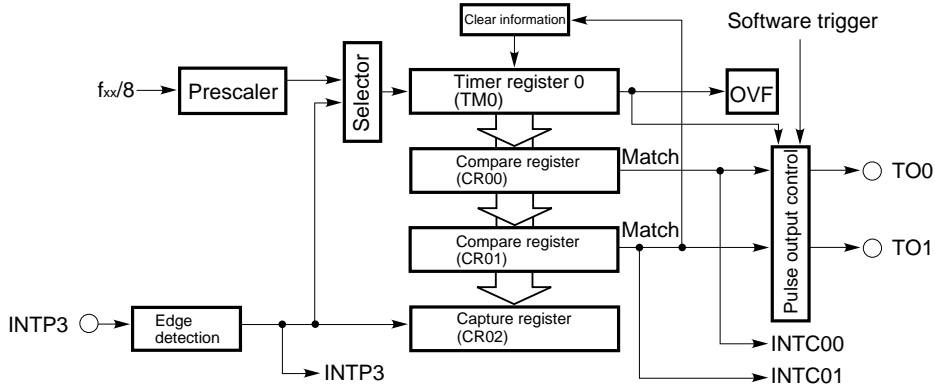 Clear information
Software trigger
fxx/8
Prescaler
Selector
Timer register 0
(TM0)
OVF
Compare register
(CR00)
Match
Pulse output control
TO0
Compare register
(CR01)
Match
TO1
INTP3
Edge
detection
Capture register
(CR02)
INTC00
INTP3
INTC01